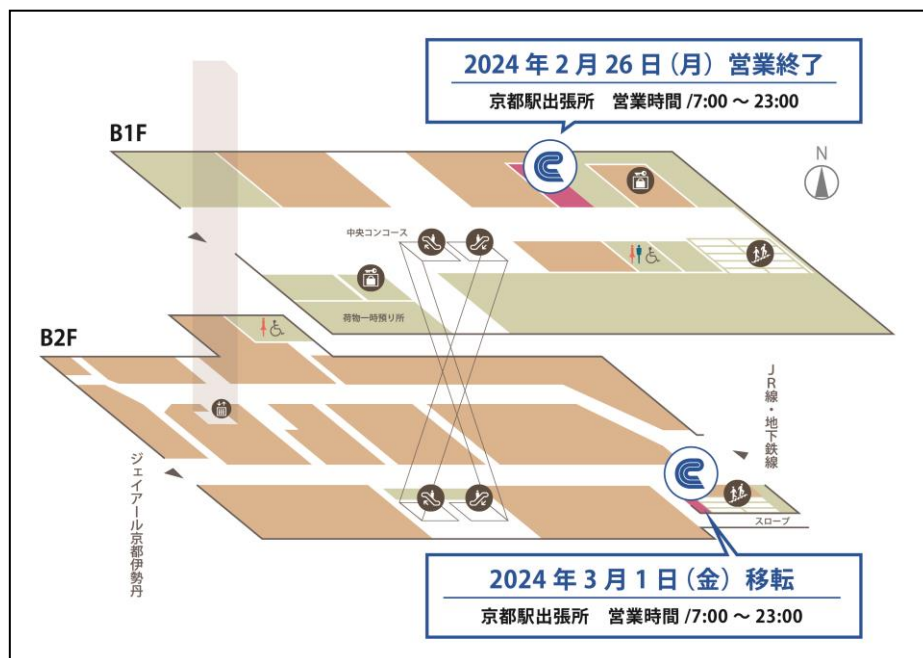 2024年2月26日（月）営業終了
京都駅出張所　営業時間/7:00～23:00
B1F
N
中央コンコース
荷物一時預り所
B2F
JR線・地下鉄線
ジェイアール京都伊勢丹
スロープ
2024年3月1日（金）移転
京都駅出張所　営業時間/7:00～23:00